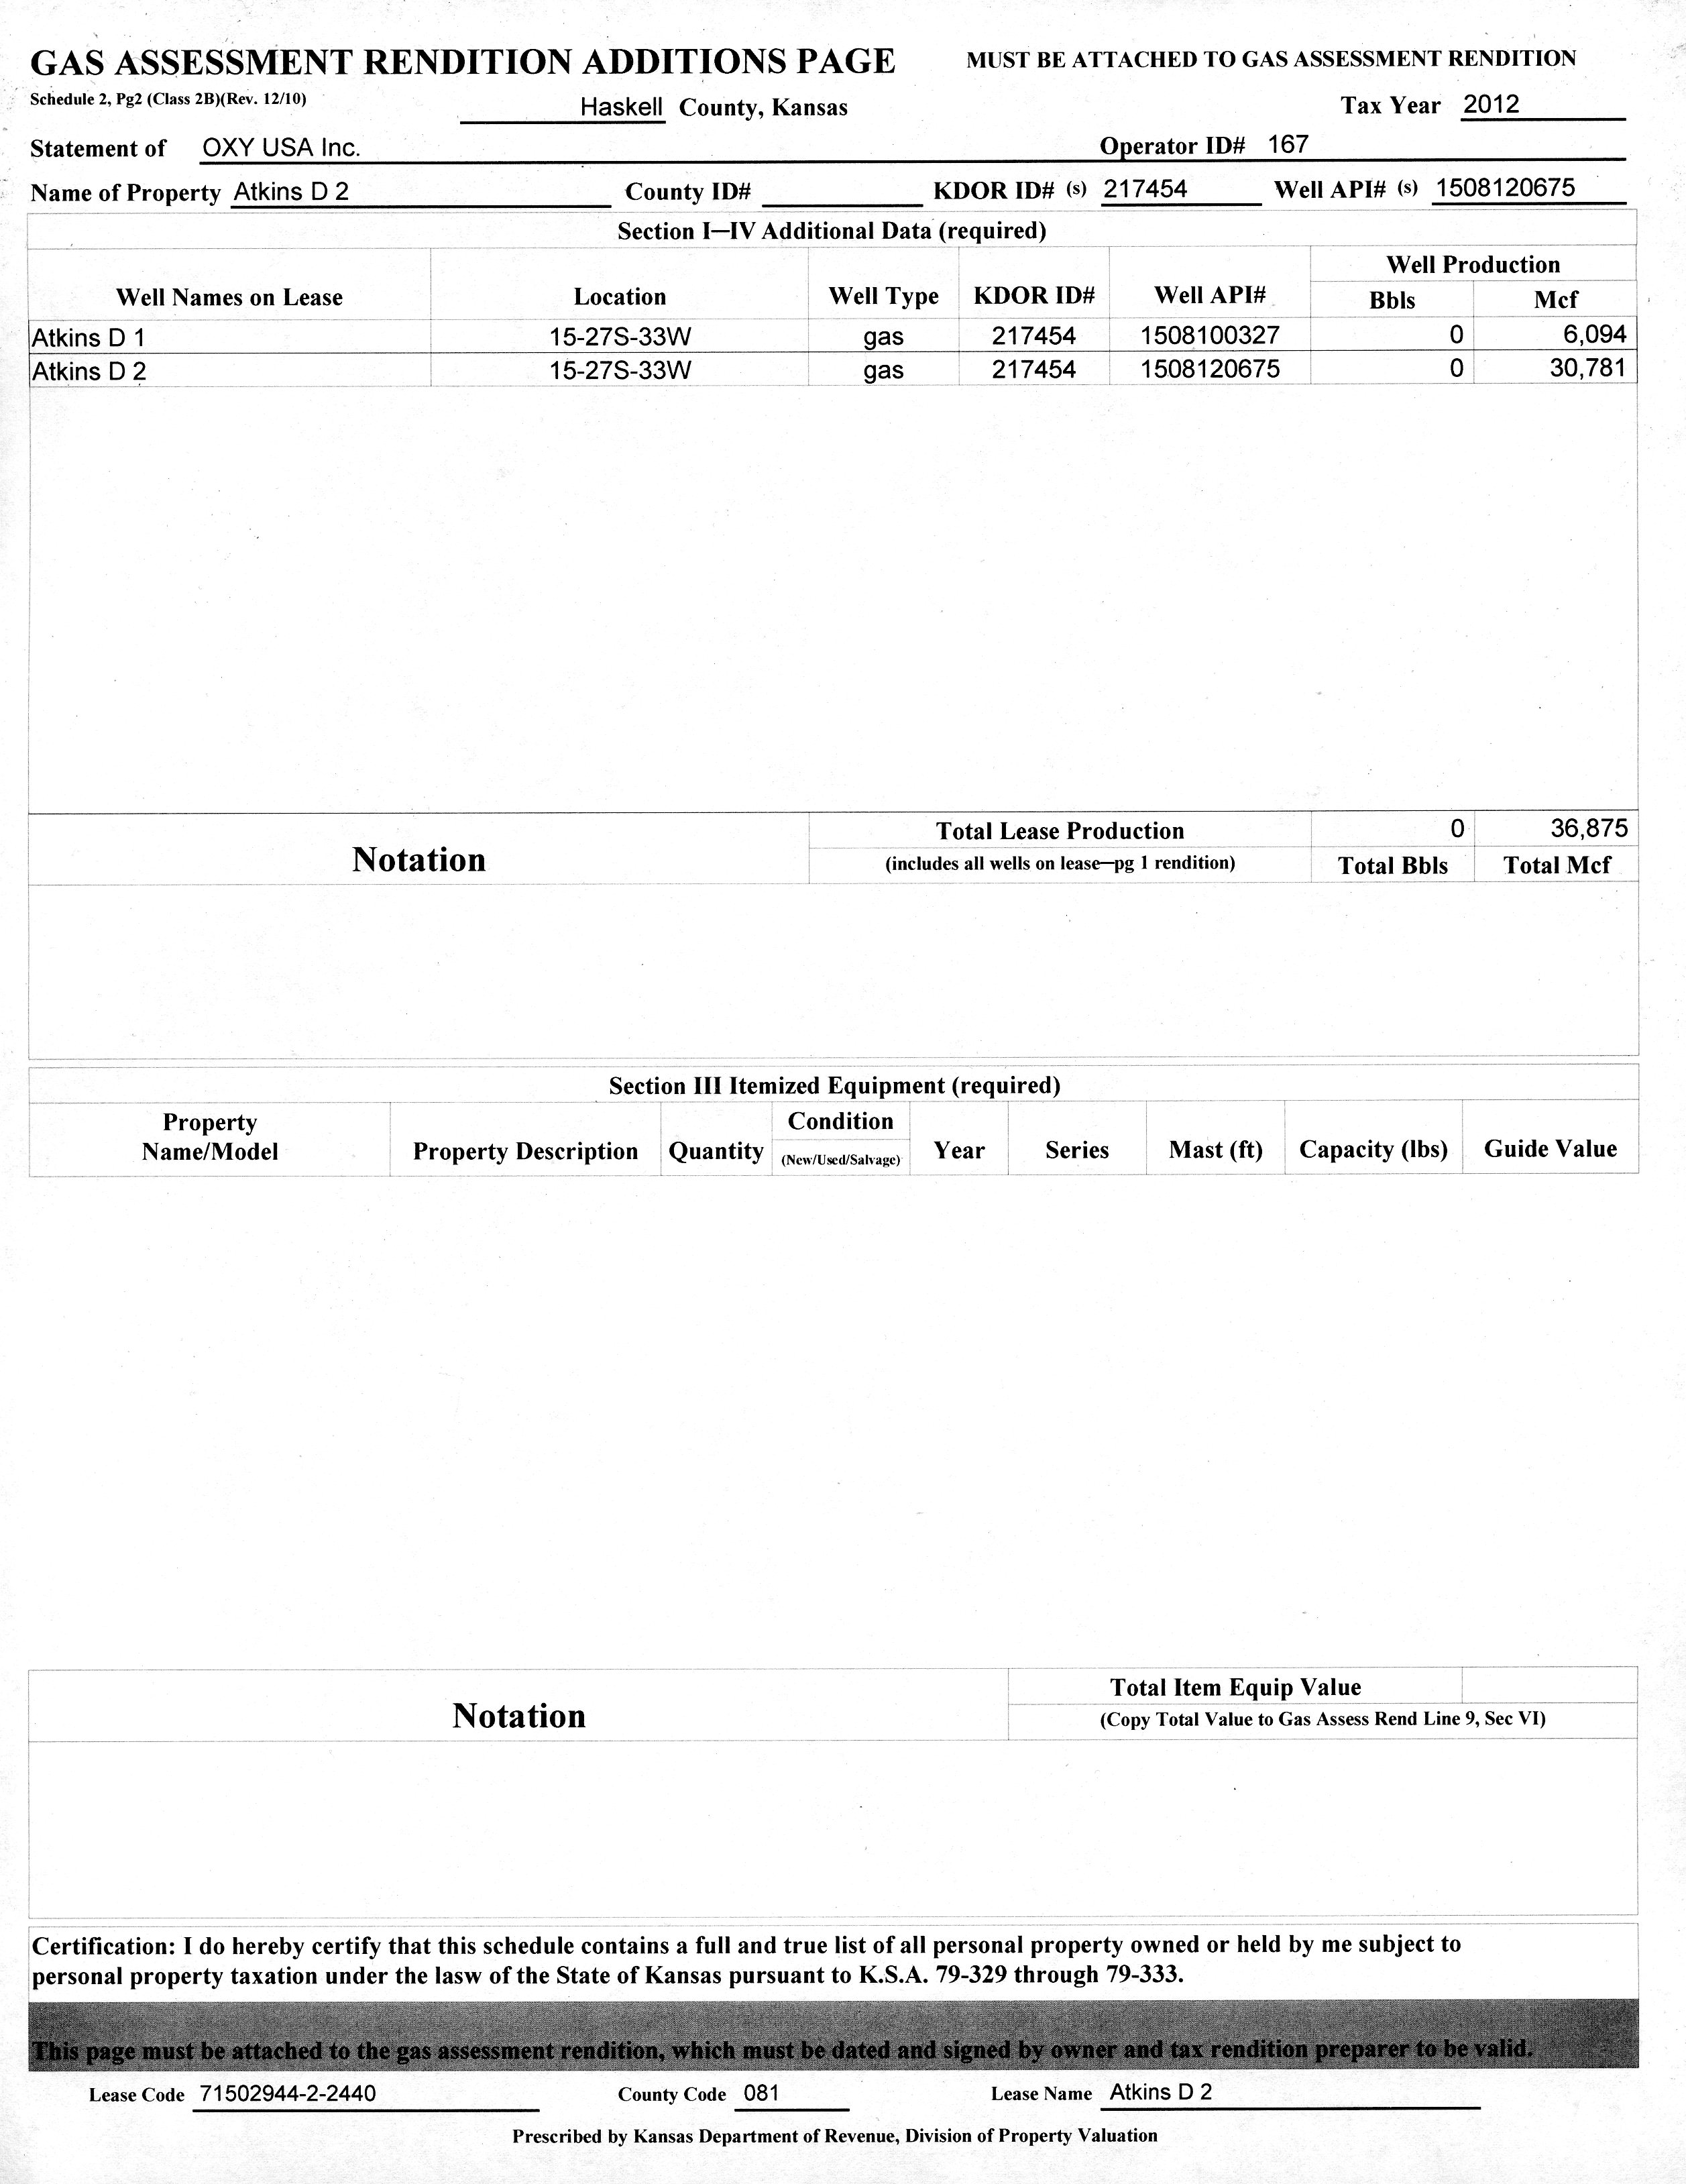 GAS ASSESSMENT RENDITION ADDITIONS PAGE MUST BE ATTACHED TO GAS ASSESSMENT RENDITION
Schedule 2, Pg2 (Class 2B)(Rev. 12/10) Haskell County, Kansas Tax Year 2012
Statement of OXY USA Inc. Operator ID# 167
Name of Property Atkins D 2 County ID# KDOR ID# (s) 217454 Well API# (s) 1508120675
Section I—IV Additional Data (required)
Well Production
Well Names on Lease Location Well Type KDOR ID# Well API# Bbls Mcf
Atkins D 1 15-27S-33W gas 217454 1508100327 0 6,094
Atkins D 2 15-27S-33W gas 217454 1508120675 0 30,781
Total Lease Production 0 36,875
Notation (includes all wells on lease—pg 1 rendition) Total Bbls Total Mcf
Section III Itemized Equipment (required)
Property Condition
Name/Model Property Description Quantity (New/Used/Salvage) Year Series Mast (ft) Capacity (lbs) Guide Value
Total Item Equip Value
Notation (Copy Total Value to Gas Assess Rend Line 9, Sec VI)
Certification: I do hereby certify that this schedule contains a full and true list of all personal property owned or held by me subject to
personal property taxation under the lasw of the State of Kansas pursuant to K.S.A. 79-329 through 79-333.
This page must be attached to the gas assessment rendition, which must be dated and signed by owner and tax rendition preparer to be valid.
Lease Code 71502944-2-2440 County Code 081 Lease Name Atkins D 2
Prescribed by Kansas Department of Revenue, Division of Property Valuation